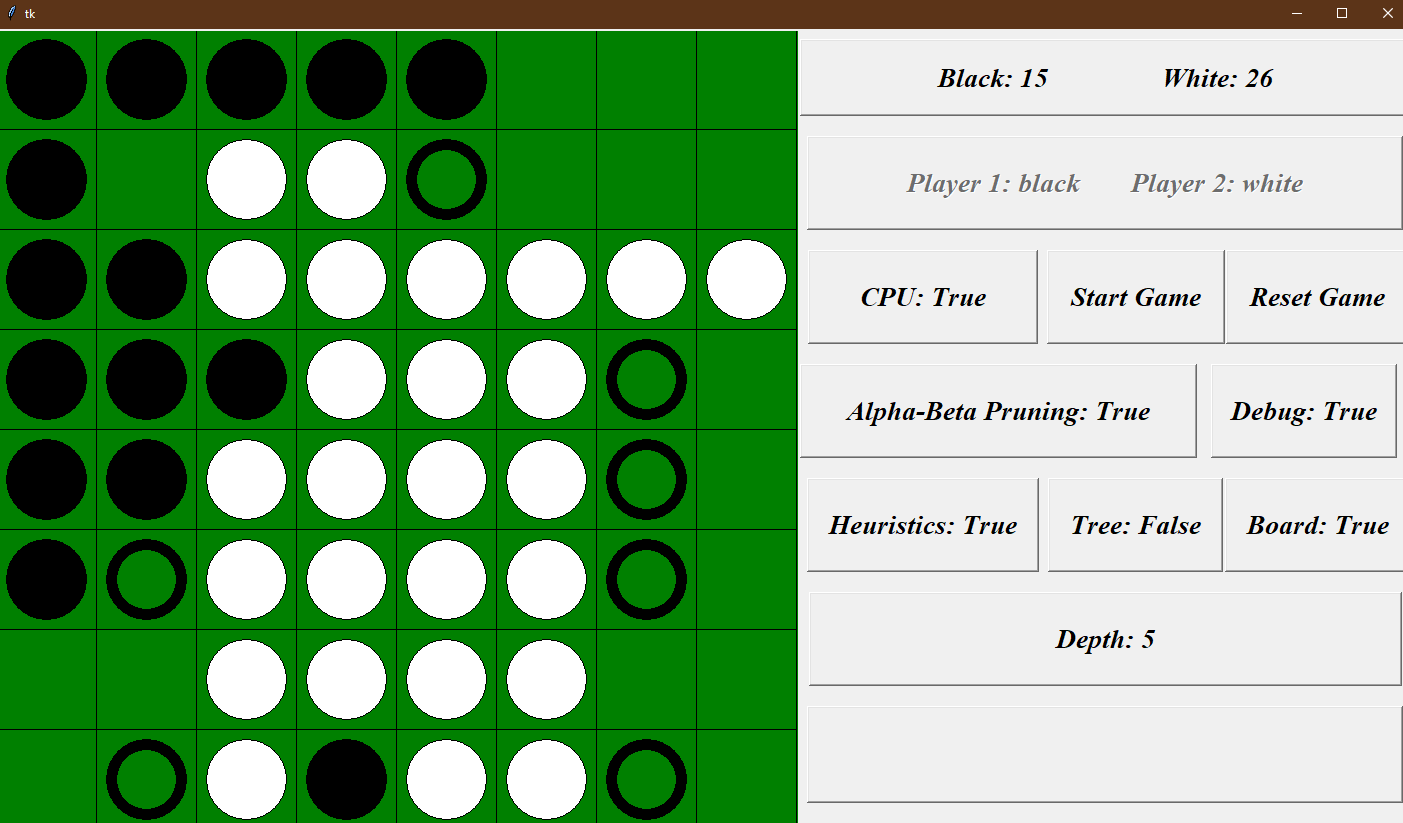 tk
Black: 15 White: 26
Player 1: black Player 2: white
CPU: True Start Game Reset Game
Alpha-Beta Pruning: True Debug: True
Heuristics: True Tree: False Board: True
Depth: 5